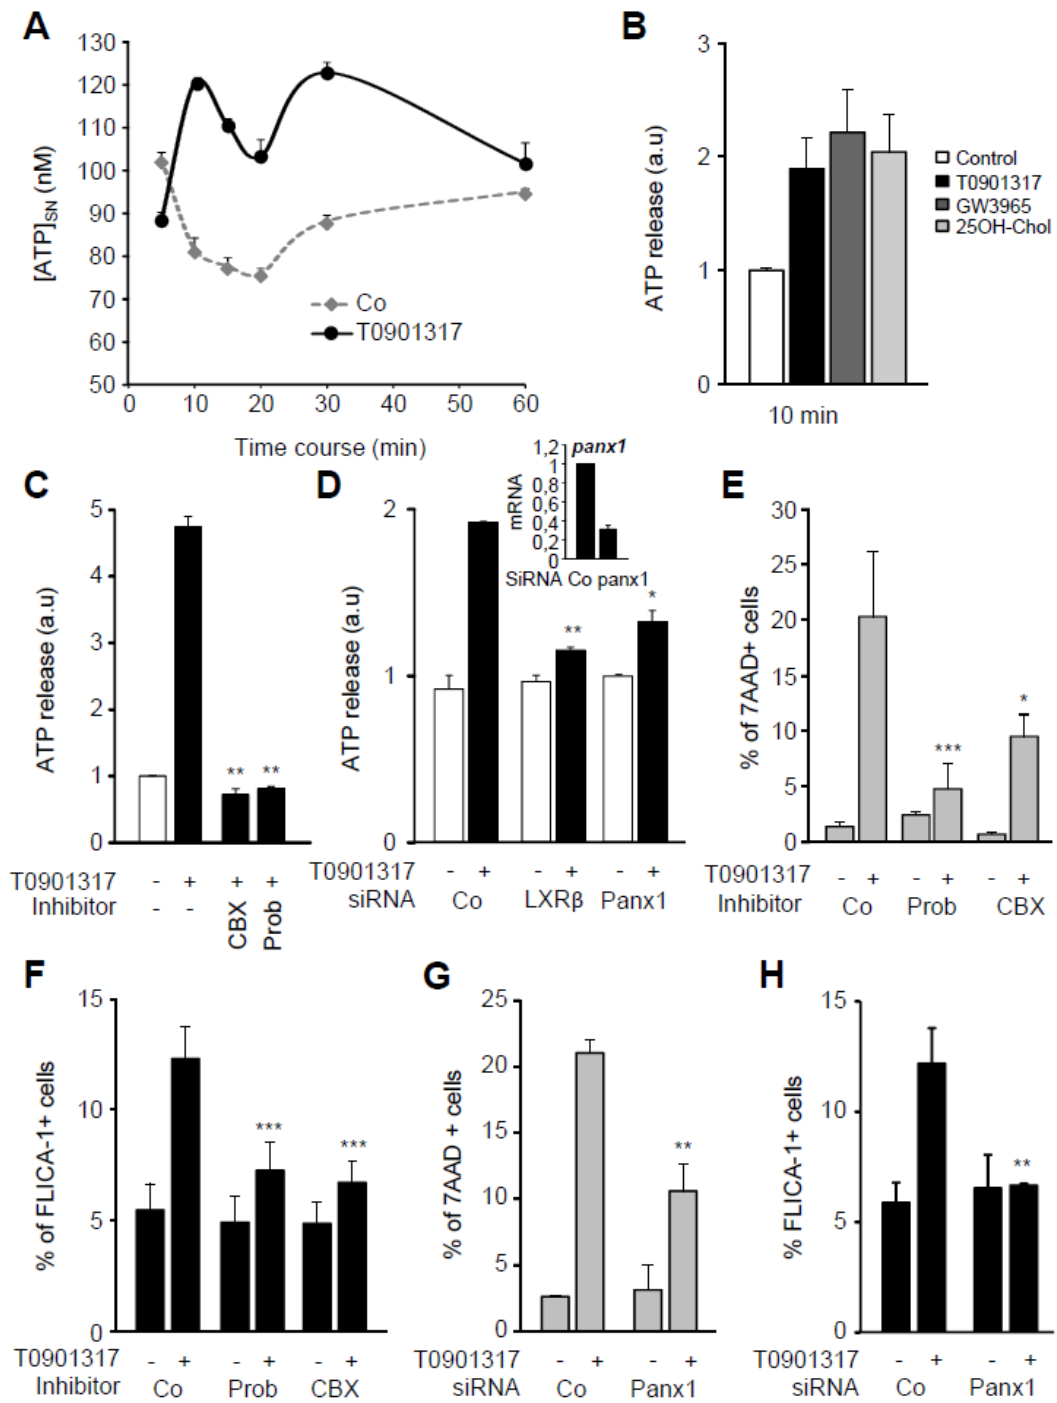 A
[ATP]SN (nM)
130
120
110
100
90
80
70
60
50
0 10 20 30 40 50 60
Time course (min)
Co
T0901317
B
ATP release (a.u)
3
2
1
0
10 min
Control
T0901317
GW3965
25OH-Chol
C
ATP release (a.u)
5
4
3
2
1
0
** **
T0901317 - + + +
Inhibitor - - CBX Prob
D
ATP release (a.u)
2
1
0
** *
T0901317 - + - + - +
siRNA Co LXRβ Panx1
panx1
mRNA
1,2
1
0,8
0,6
0,4
0,2
0
SiRNA Co panx1
E
% of 7AAD+ cells
30
25
20
15
10
5
0
*** *
T0901317 - + - + - +
Inhibitor Co Prob CBX
F
% of FLICA-1+ cells
15
10
5
0
*** ***
T0901317 - + - + - +
Inhibitor Co Prob CBX
G
% of 7AAD + cells
25
20
15
10
5
0
**
T0901317 - + - +
siRNA Co Panx1
H
% FLICA-1+ cells
15
10
5
0
**
T0901317 - + - +
siRNA Co Panx1